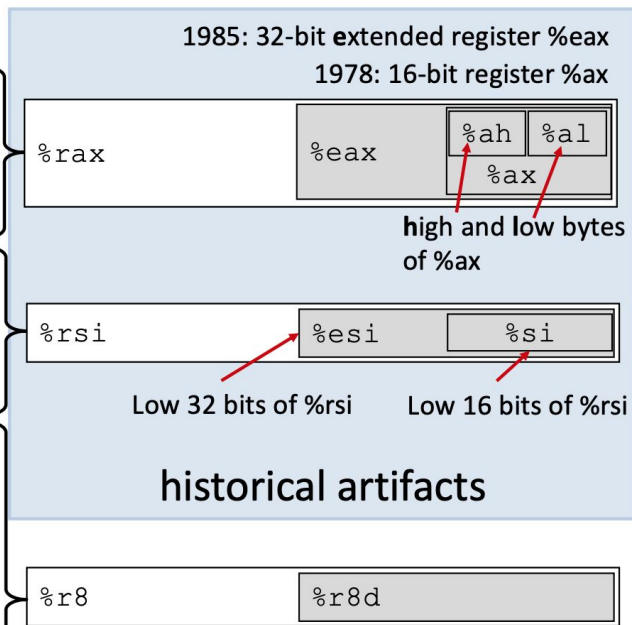 1985: 32-bit extended register %eax
1978: 16-bit register %ax
%rax
%eax
%ah
%al
%ax
high and low bytes
of %ax
%rsi
%esi
%si
Low 32 bits of %rsi
Low 16 bits of %rsi
historical artifacts
%r8
%r8d